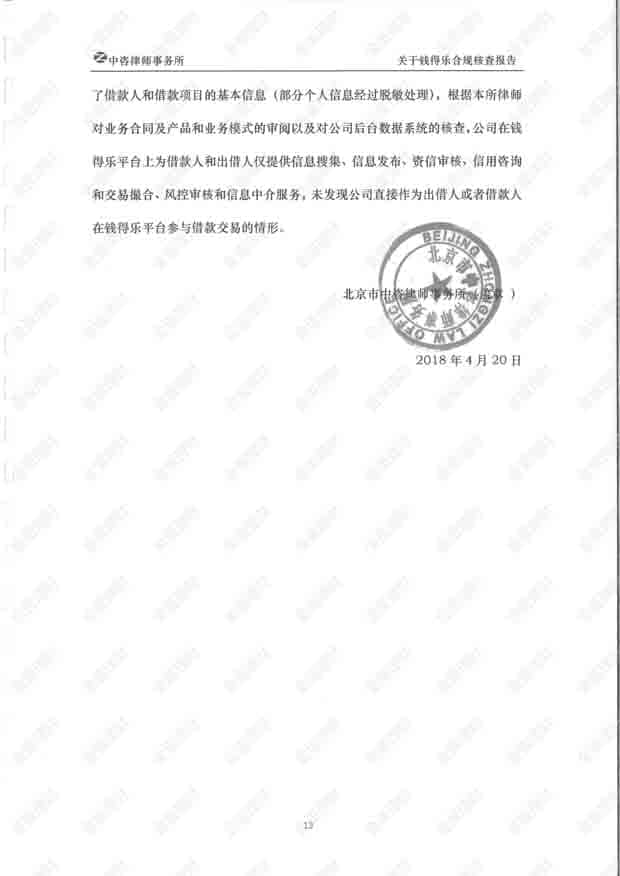 中咨律师事务所 关于钱得乐合规核查报告
了借款人和借款项目的基本信息（部分个人信息经过脱敏处理），根据本所律师
对业务合同及产品和业务模式的审阅以及对公司后台数据系统的核查，公司在钱
得乐平台上为借款人和出借人仅提供信息搜集、信息发布、资信审核、信用咨询
和交易撮合、风控审核和信息中介服务，未发现公司直接作为出借人或者借款人
在钱得乐平台参与借款交易的情形。
北京市中咨律师事务所（ 章 ）
BEIJING ZHONGZI LAW OFFICE
北京市中咨律师事务所
2018 年 4 月 20 日
13